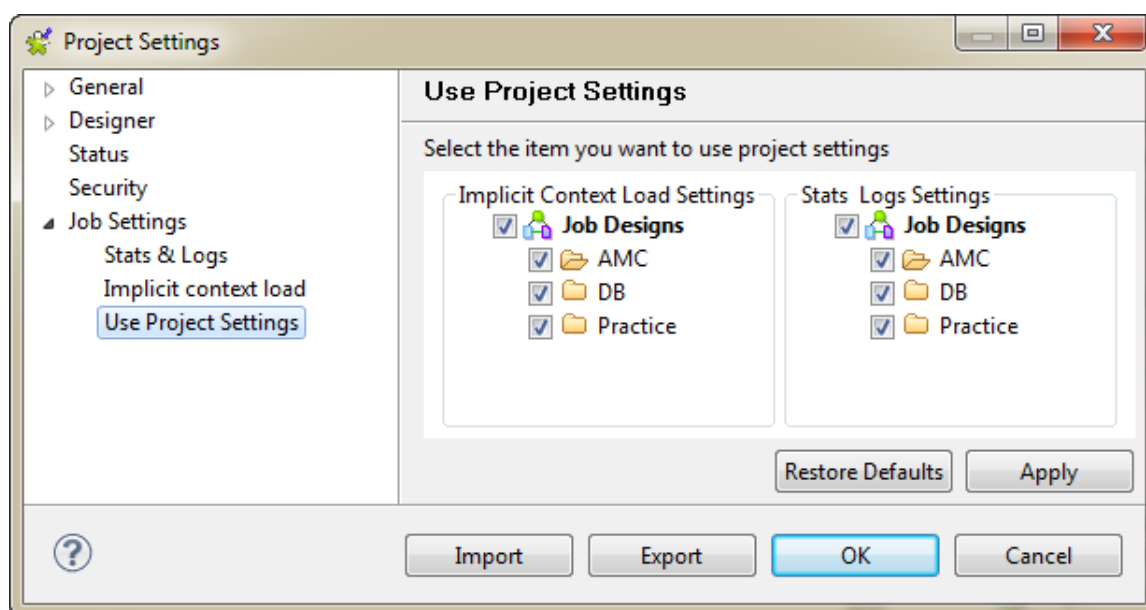 Project Settings
General
Designer
Status
Security
Job Settings
Stats & Logs
Implicit context load
Use Project Settings
Use Project Settings
Select the item you want to use project settings
Implicit Context Load Settings
Job Designs
AMC
DB
Practice
Stats Logs Settings
Job Designs
AMC
DB
Practice
Restore Defaults
Apply
?
Import
Export
OK
Cancel